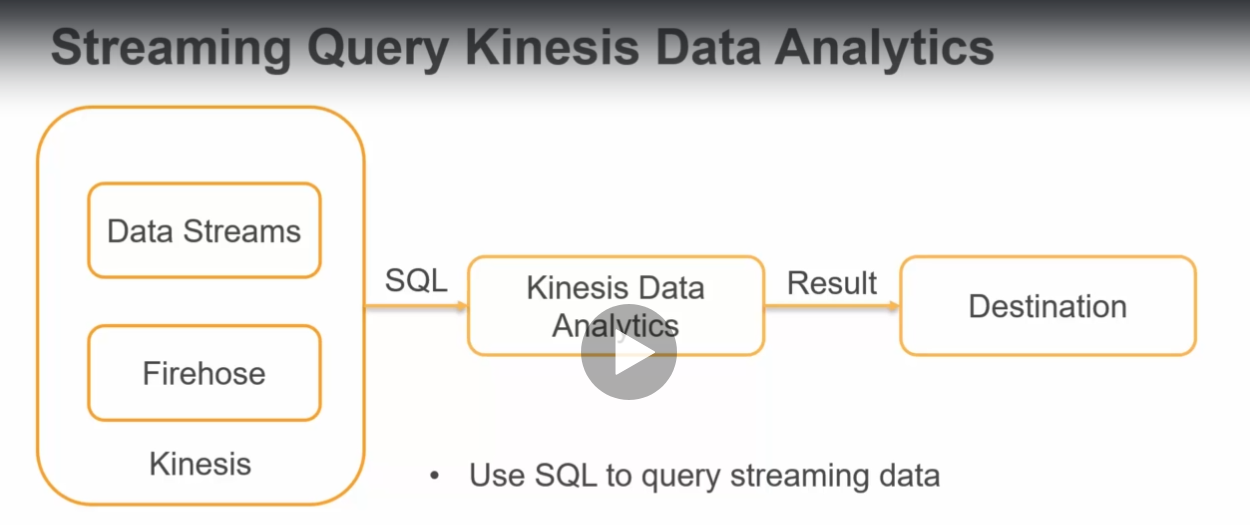 Streaming Query Kinesis Data Analytics
Data Streams
Firehose
Kinesis
SQL
Kinesis Data
Analytics
Result
Destination
• Use SQL to query streaming data